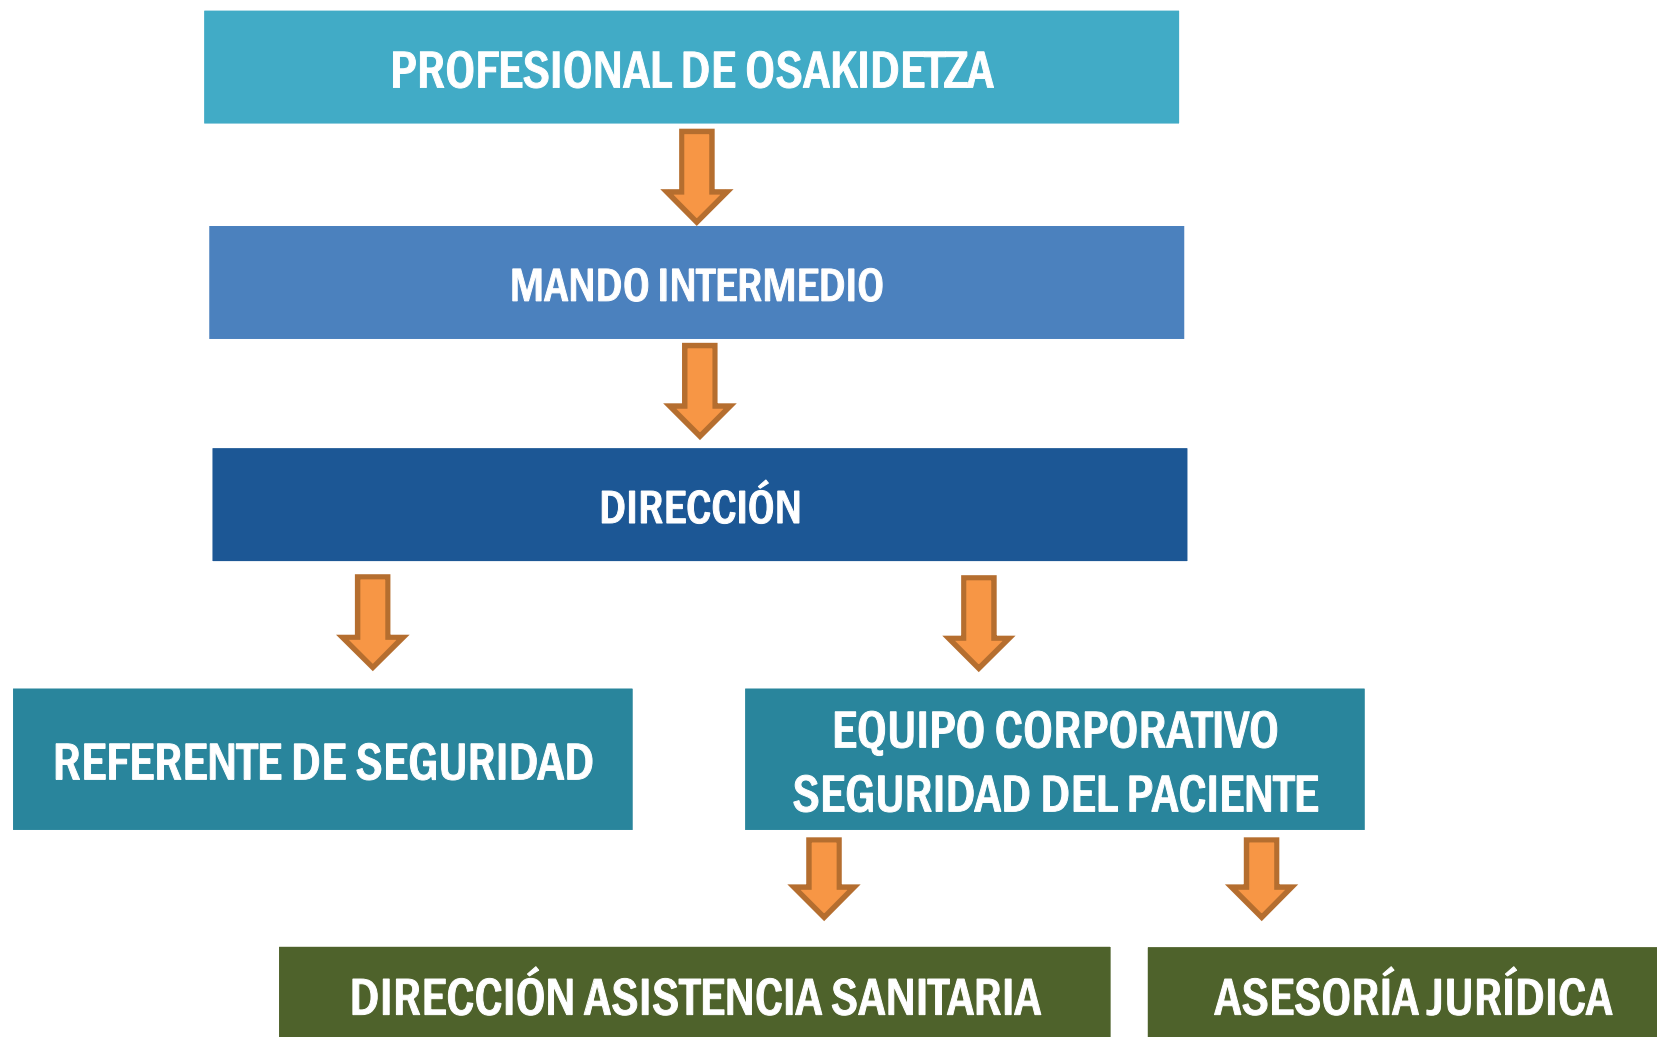 PROFESIONAL DE OSAKIDETZA
MANDO INTERMEDIO
DIRECCIÓN
REFERENTE DE SEGURIDAD
EQUIPO CORPORATIVO
SEGURIDAD DEL PACIENTE
DIRECCIÓN ASISTENCIA SANITARIA
ASESORÍA JURÍDICA